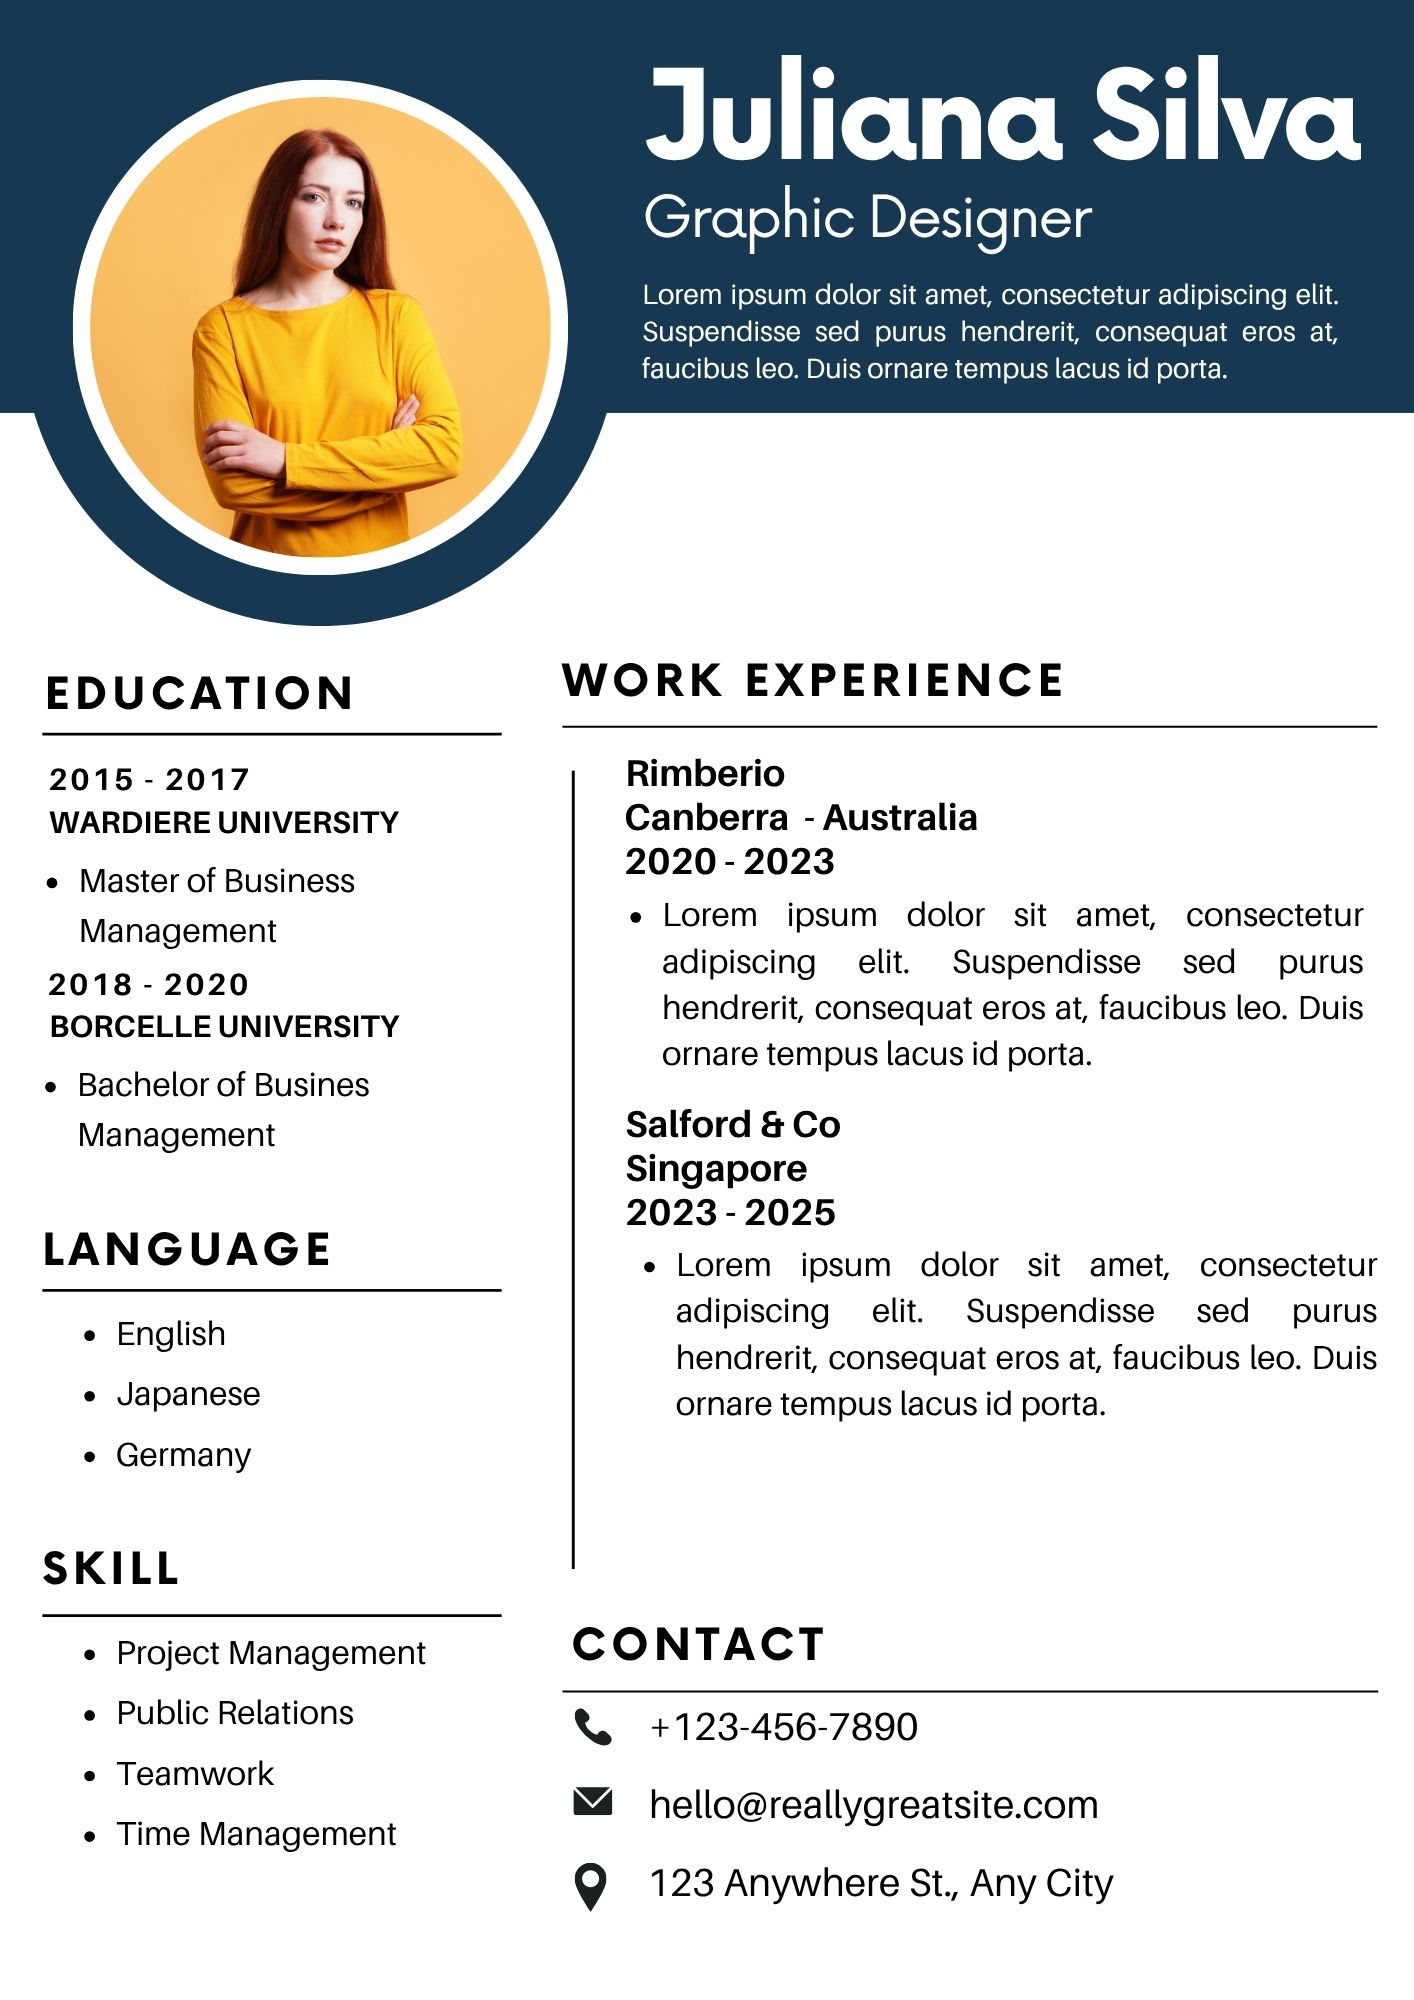 Juliana Silva
Graphic Designer
Lorem ipsum dolor sit amet, consectetur adipiscing elit.
Suspendisse sed purus hendrerit, consequat eros at,
faucibus leo. Duis ornare tempus lacus id porta.
EDUCATION
2015 - 2017
WARDIERE UNIVERSITY
• Master of Business
Management
2018 - 2020
BORCELLE UNIVERSITY
• Bachelor of Busines
Management
LANGUAGE
• English
• Japanese
• Germany
SKILL
• Project Management
• Public Relations
• Teamwork
• Time Management
WORK EXPERIENCE
Rimberio
Canberra - Australia
2020 - 2023
• Lorem ipsum dolor sit amet, consectetur
adipiscing elit. Suspendisse sed purus
hendrerit, consequat eros at, faucibus leo. Duis
ornare tempus lacus id porta.
Salford & Co
Singapore
2023 - 2025
• Lorem ipsum dolor sit amet, consectetur
adipiscing elit. Suspendisse sed purus
hendrerit, consequat eros at, faucibus leo. Duis
ornare tempus lacus id porta.
CONTACT
+123-456-7890
hello@reallygreatsite.com
123 Anywhere St., Any City